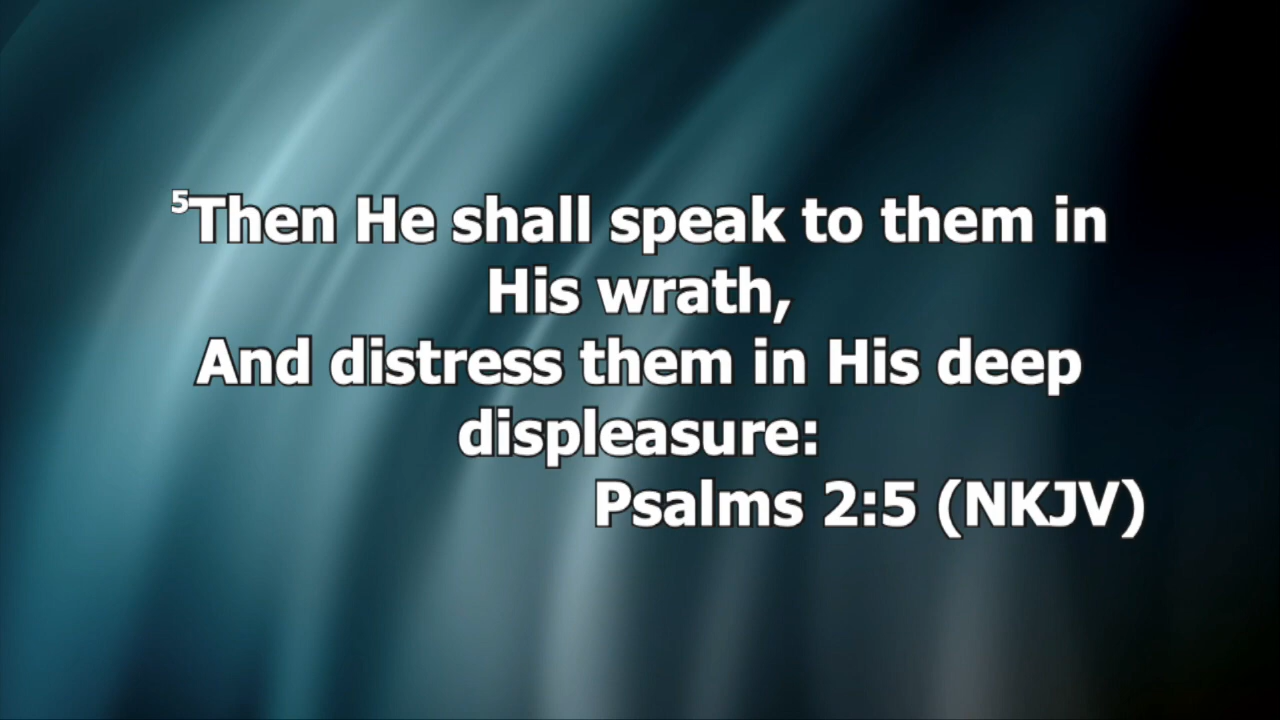 ⁵Then He shall speak to them in
His wrath,
And distress them in His deep
displeasure:
Psalms 2:5 (NKJV)